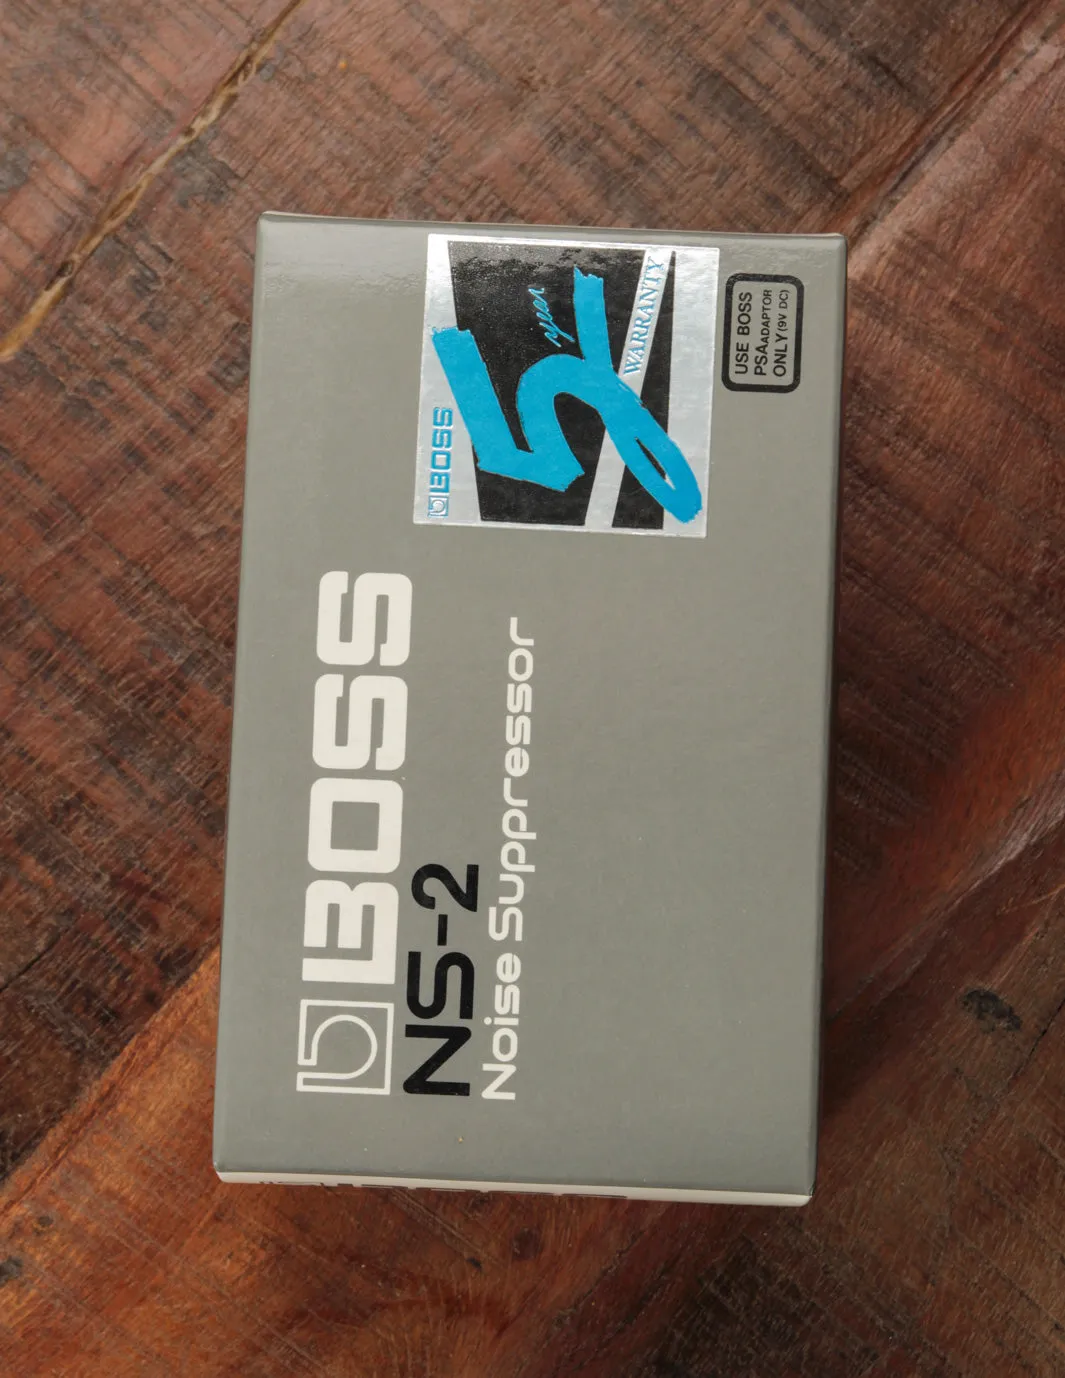 BOSS
NS-2
Noise Suppressor
BOSS
5 year
WARRANTY
USE BOSS
PSA ADAPTOR
ONLY (9V DC)